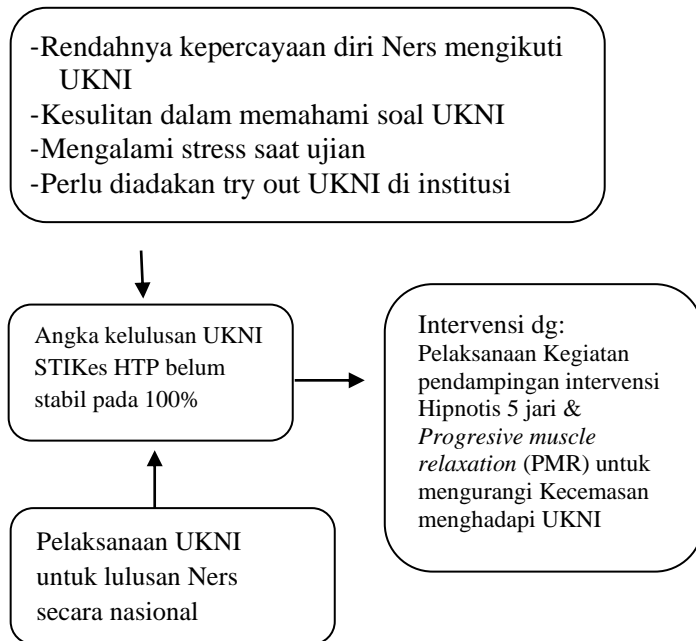 -Rendahnya kepercayaan diri Ners mengikuti
UKNI
-Kesulitan dalam memahami soal UKNI
-Mengalami stress saat ujian
-Perlu diadakan try out UKNI di institusi
Angka kelulusan UKNI
STIKes HTP belum
stabil pada 100%
Intervensi dg:
Pelaksanaan Kegiatan
pendampingan intervensi
Hipnotis 5 jari &
Progresive muscle
relaxation (PMR) untuk
mengurangi Kecemasan
menghadapi UKNI
Pelaksanaan UKNI
untuk lulusan Ners
secara nasional